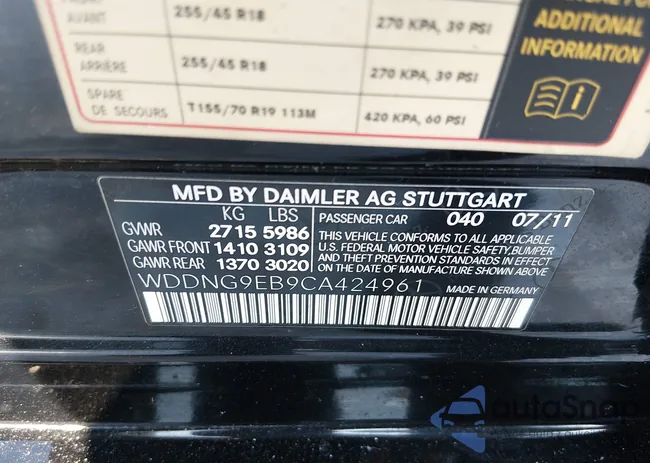 AVANT 255/45 R18 270 KPA, 39 PSI
REAR
ARRIÈRE 255/45 R18 270 KPA, 39 PSI
SPARE
DE SECOURS T155/70 R19 113M 420 KPA, 60 PSI
FOR
ADDITIONAL
INFORMATION
MFD BY DAIMLER AG STUTTGART
KG LBS PASSENGER CAR 040 07/11
GVWR 2715 5986
GAWR FRONT 1410 3109
GAWR REAR 1370 3020
THIS VEHICLE CONFORMS TO ALL APPLICABLE
U.S. FEDERAL MOTOR VEHICLE SAFETY, BUMPER
AND THEFT PREVENTION STANDARDS IN EFFECT
ON THE DATE OF MANUFACTURE SHOWN ABOVE.
WDDNG9EB9CA424961 MADE IN GERMANY
autoSnap